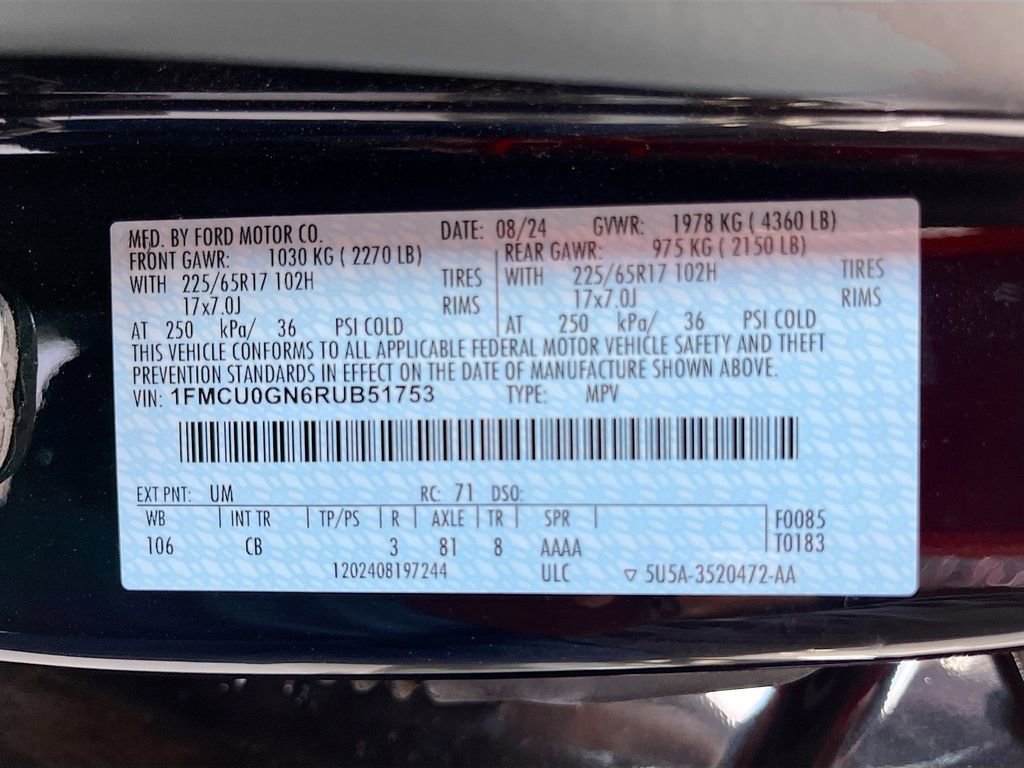 MFD. BY FORD MOTOR CO. DATE: 08/24 GVWR: 1978 KG ( 4360 LB)
FRONT GAWR: 1030 KG ( 2270 LB) REAR GAWR: 975 KG ( 2150 LB)
WITH 225/65R17 102H TIRES WITH 225/65R17 102H TIRES
17x7.0J RIMS 17x7.0J RIMS
AT 250 kPa/ 36 PSI COLD AT 250 kPa/ 36 PSI COLD
THIS VEHICLE CONFORMS TO ALL APPLICABLE FEDERAL MOTOR VEHICLE SAFETY AND THEFT
PREVENTION STANDARDS IN EFFECT ON THE DATE OF MANUFACTURE SHOWN ABOVE.
VIN: 1FMCU0GN6RUB51753 TYPE: MPV
EXT PNT: UM RC: 71 DSO:
WB INT TR TP/PS R AXLE TR SPR F0085
106 CB 3 81 8 AAAA T0183
1202408197244 ULC ▽ 5U5A-3520472-AA